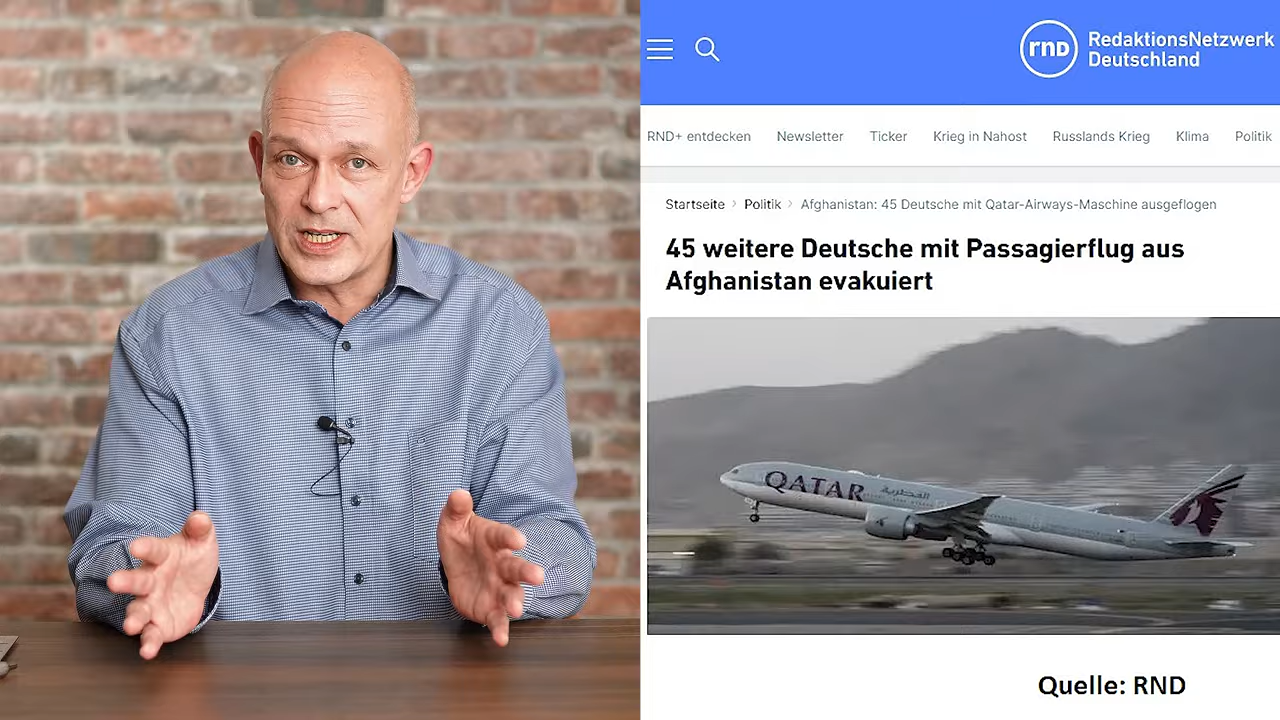 rnd RedaktionsNetzwerk
Deutschland
RND+ entdecken Newsletter Ticker Krieg in Nahost Russlands Krieg Klima Politik
Startseite > Politik > Afghanistan: 45 Deutsche mit Qatar-Airways-Maschine ausgeflogen
45 weitere Deutsche mit Passagierflug aus
Afghanistan evakuiert
QATAR القطرية
Quelle: RND